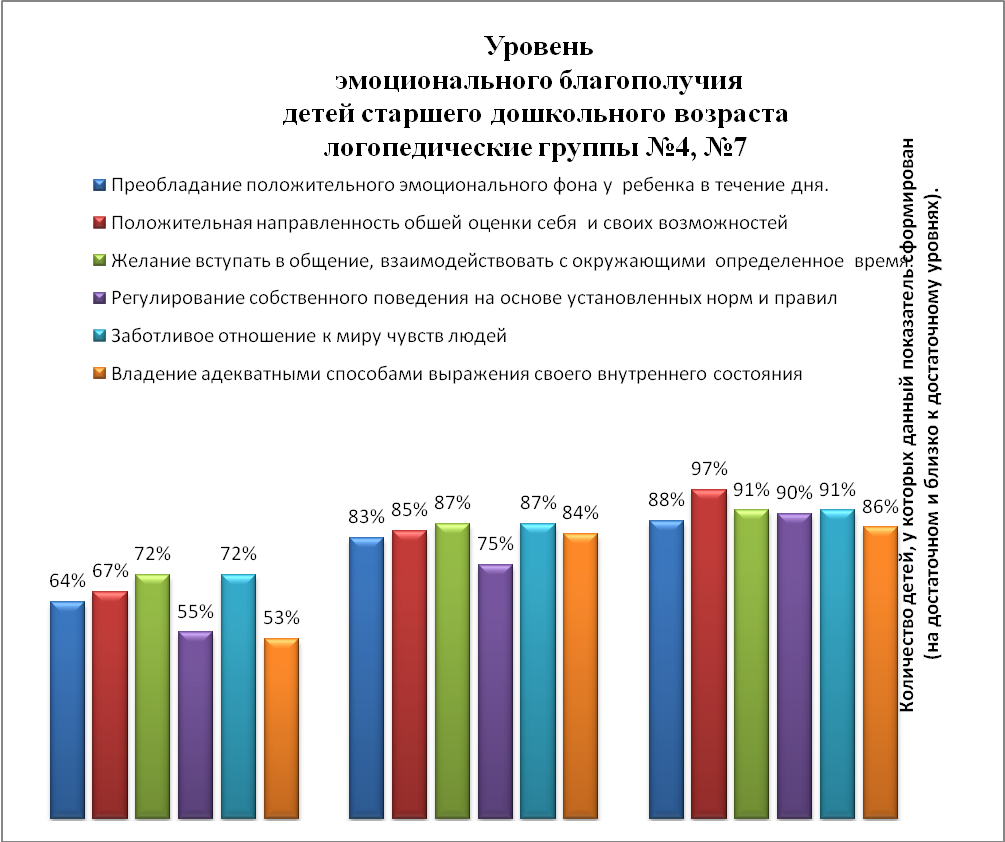 Уровень
эмоционального благополучия
детей старшего дошкольного возраста
логопедические группы №4, №7
Преобладание положительного эмоционального фона у ребенка в течение дня.
Положительная направленность обшей оценки себя и своих возможностей
Желание вступать в общение, взаимодействовать с окружающими определенное время.
Регулирование собственного поведения на основе установленных норм и правил
Заботливое отношение к миру чувств людей
Владение адекватными способами выражения своего внутреннего состояния
64% 67% 72% 55% 72% 53%
83% 85% 87% 75% 87% 84%
88% 97% 91% 90% 91% 86%
Количество детей, у которых данный показатель сформирован
(на достаточном и близко к достаточному уровнях).